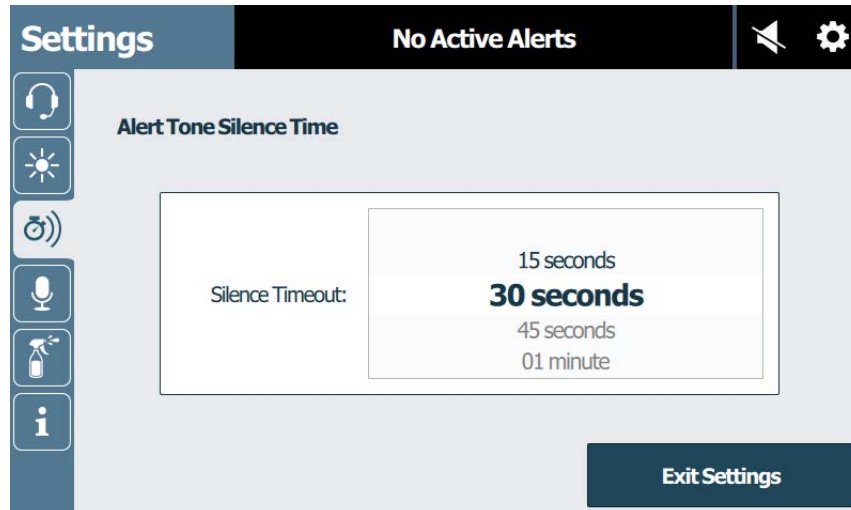 Settings
No Active Alerts
Alert Tone Silence Time
Silence Timeout:
15 seconds
30 seconds
45 seconds
01 minute
i
Exit Settings